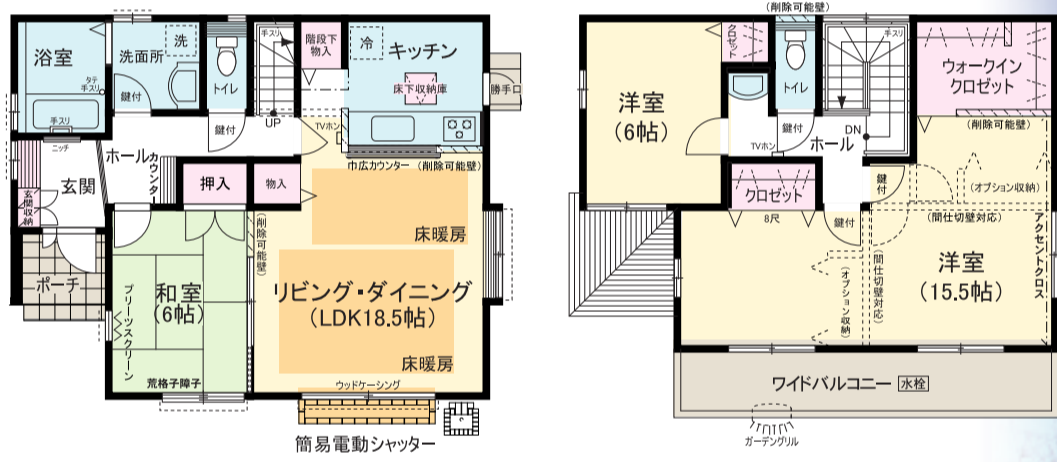 浴室
タテ
手スリ
手スリ
洗面所
洗
鍵付
トイレ
鍵付
手スリ
UP
階段下
物入
冷
キッチン
床下収納庫
勝手口
TVホン
巾広カウンター
(削除可能壁)
ニッチ
玄関
玄関収納
ホール
カウンター
押入
物入
ポーチ
和室
(6帖)
プリーツスクリーン
荒格子障子
(削除可能壁)
床暖房
リビング・ダイニング
(LDK18.5帖)
床暖房
ウッドケーシング
簡易電動シャッター
(削除可能壁)
洋室
(6帖)
クロゼット
トイレ
鍵付
TVホン
手スリ
DN
ホール
ウォークイン
クロゼット
(削除可能壁)
クロゼット
8尺
鍵付
鍵付
(オプション収納)
(間仕切壁対応)
(オプション収納)
(間仕切壁対応)
アクセントクロス
洋室
(15.5帖)
ワイドバルコニー
水栓
ガーデングリル